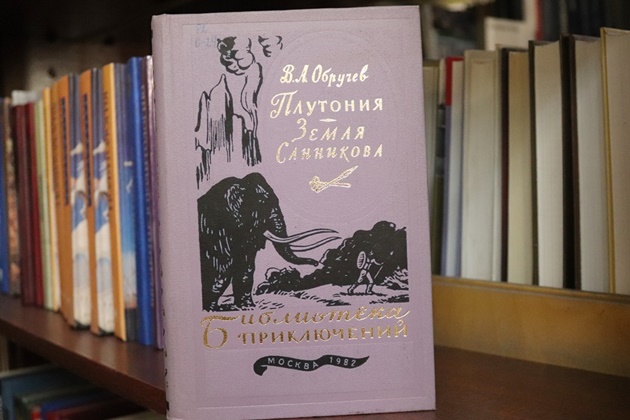 В.А.Обручев
Плутония
Земля
Санникова
Библиотека
приключений
МОСКВА 1982